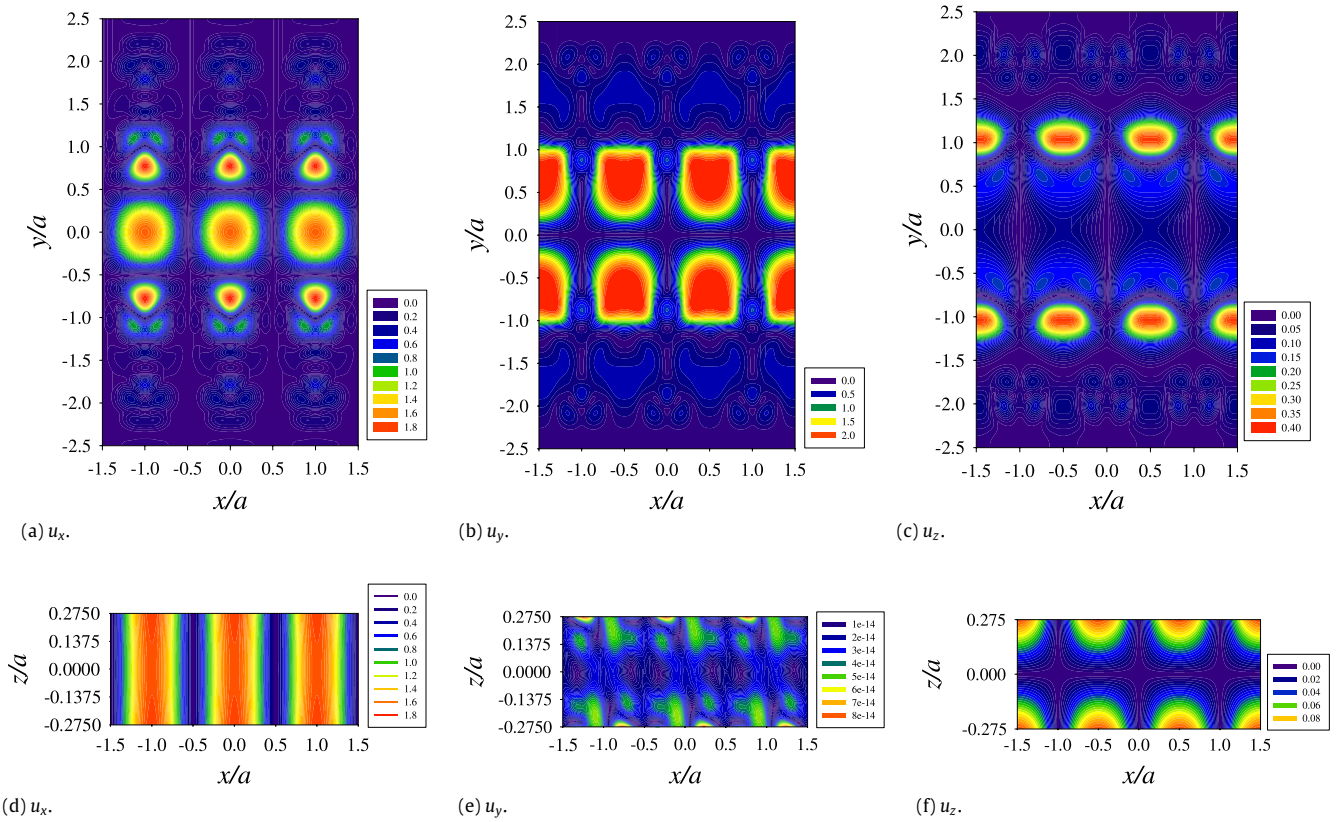 2.5
2.0
1.5
1.0
0.5
0.0
-0.5
-1.0
-1.5
-2.0
-2.5
y/a
-1.5 -1.0 -0.5 0.0 0.5 1.0 1.5
x/a
0.0
0.2
0.4
0.6
0.8
1.0
1.2
1.4
1.6
1.8
(a) ux.
2.5
2.0
1.5
1.0
0.5
0.0
-0.5
-1.0
-1.5
-2.0
-2.5
y/a
-1.5 -1.0 -0.5 0.0 0.5 1.0 1.5
x/a
0.0
0.5
1.0
1.5
2.0
(b) uy.
2.5
2.0
1.5
1.0
0.5
0.0
-0.5
-1.0
-1.5
-2.0
-2.5
y/a
-1.5 -1.0 -0.5 0.0 0.5 1.0 1.5
x/a
0.00
0.05
0.10
0.15
0.20
0.25
0.30
0.35
0.40
(c) uz.
0.2750
0.1375
0.0000
-0.1375
-0.2750
z/a
-1.5 -1.0 -0.5 0.0 0.5 1.0 1.5
x/a
0.0
0.2
0.4
0.6
0.8
1.0
1.2
1.4
1.6
1.8
(d) ux.
0.2750
0.1375
0.0000
-0.1375
-0.2750
z/a
-1.5 -1.0 -0.5 0.0 0.5 1.0 1.5
x/a
1e-14
2e-14
3e-14
4e-14
5e-14
6e-14
7e-14
8e-14
(e) uy.
0.275
0.000
-0.275
z/a
-1.5 -1.0 -0.5 0.0 0.5 1.0 1.5
x/a
0.00
0.02
0.04
0.06
0.08
(f) uz.